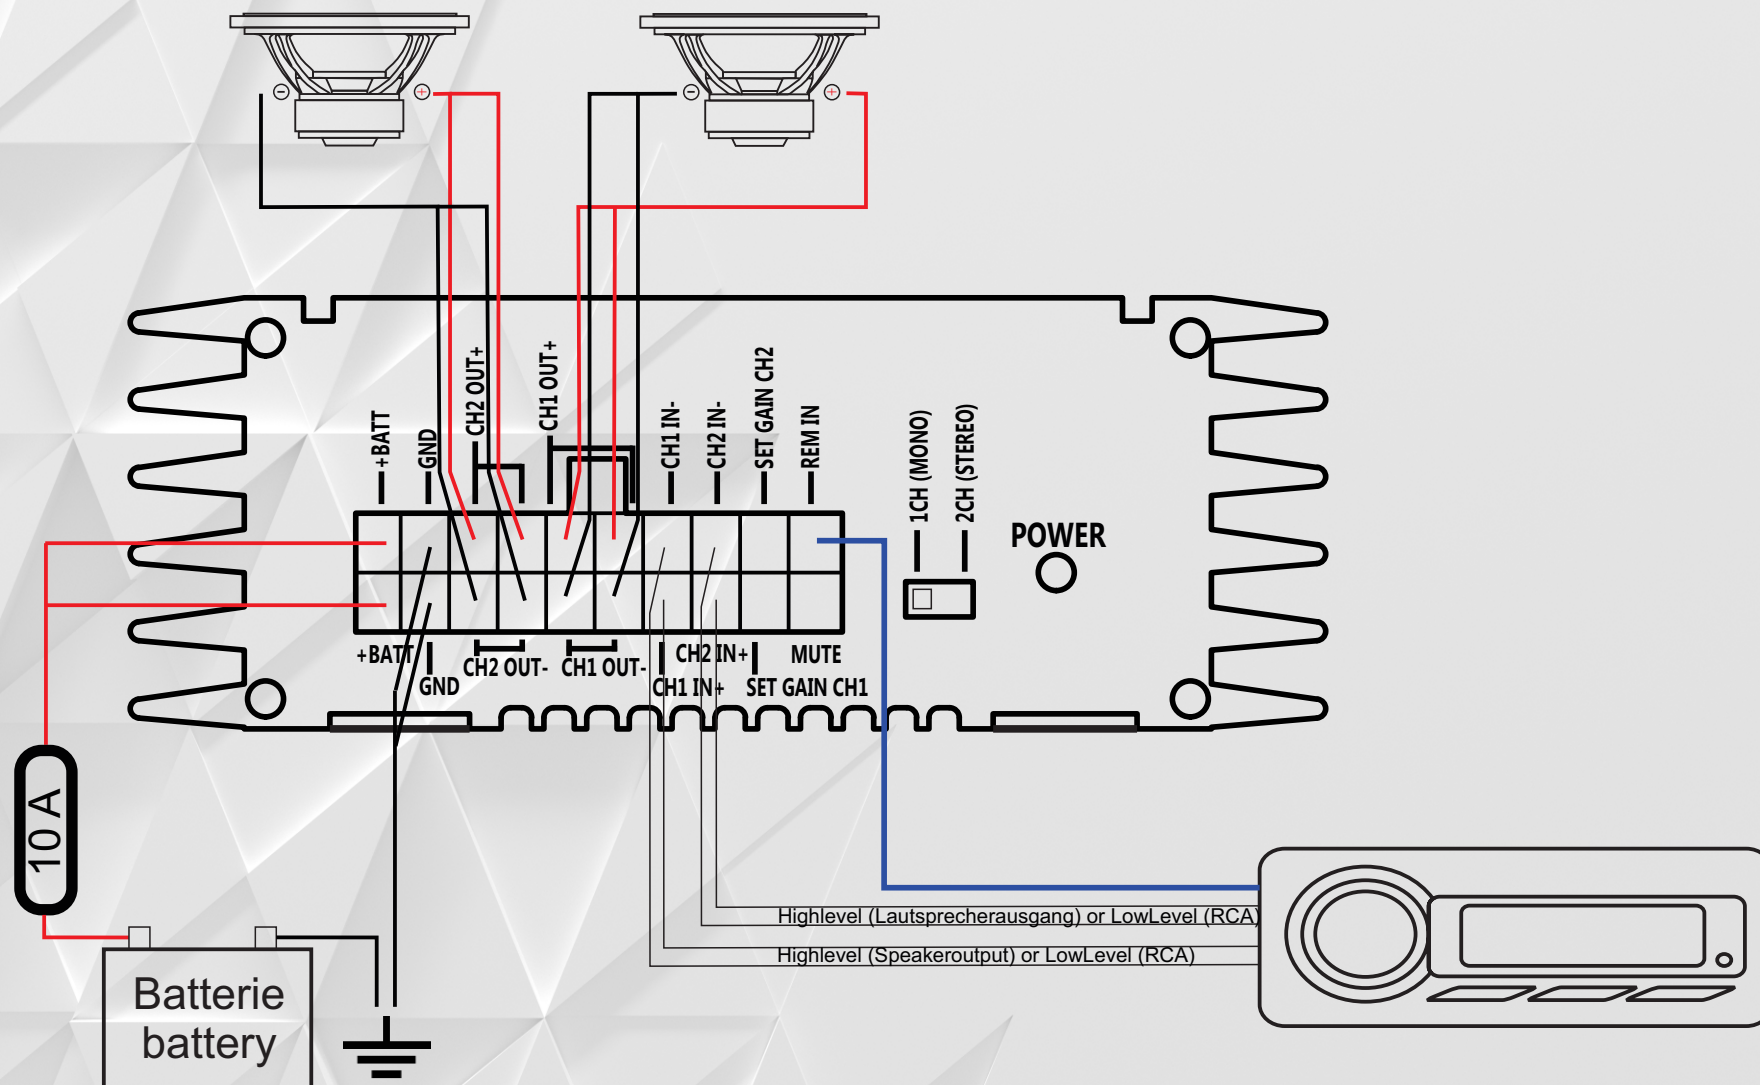 +BATT
GND
CH2 OUT+
CH1 OUT+
CH1 IN-
CH2 IN-
SET GAIN CH2
REM IN
1CH (MONO)
2CH (STEREO)
POWER
+BATT
GND
CH2 OUT-
CH1 OUT-
CH2 IN+
CH1 IN+
MUTE
SET GAIN CH1
10 A
Highlevel (Lautsprecherausgang) or LowLevel (RCA)
Highlevel (Speakeroutput) or LowLevel (RCA)
Batterie
battery